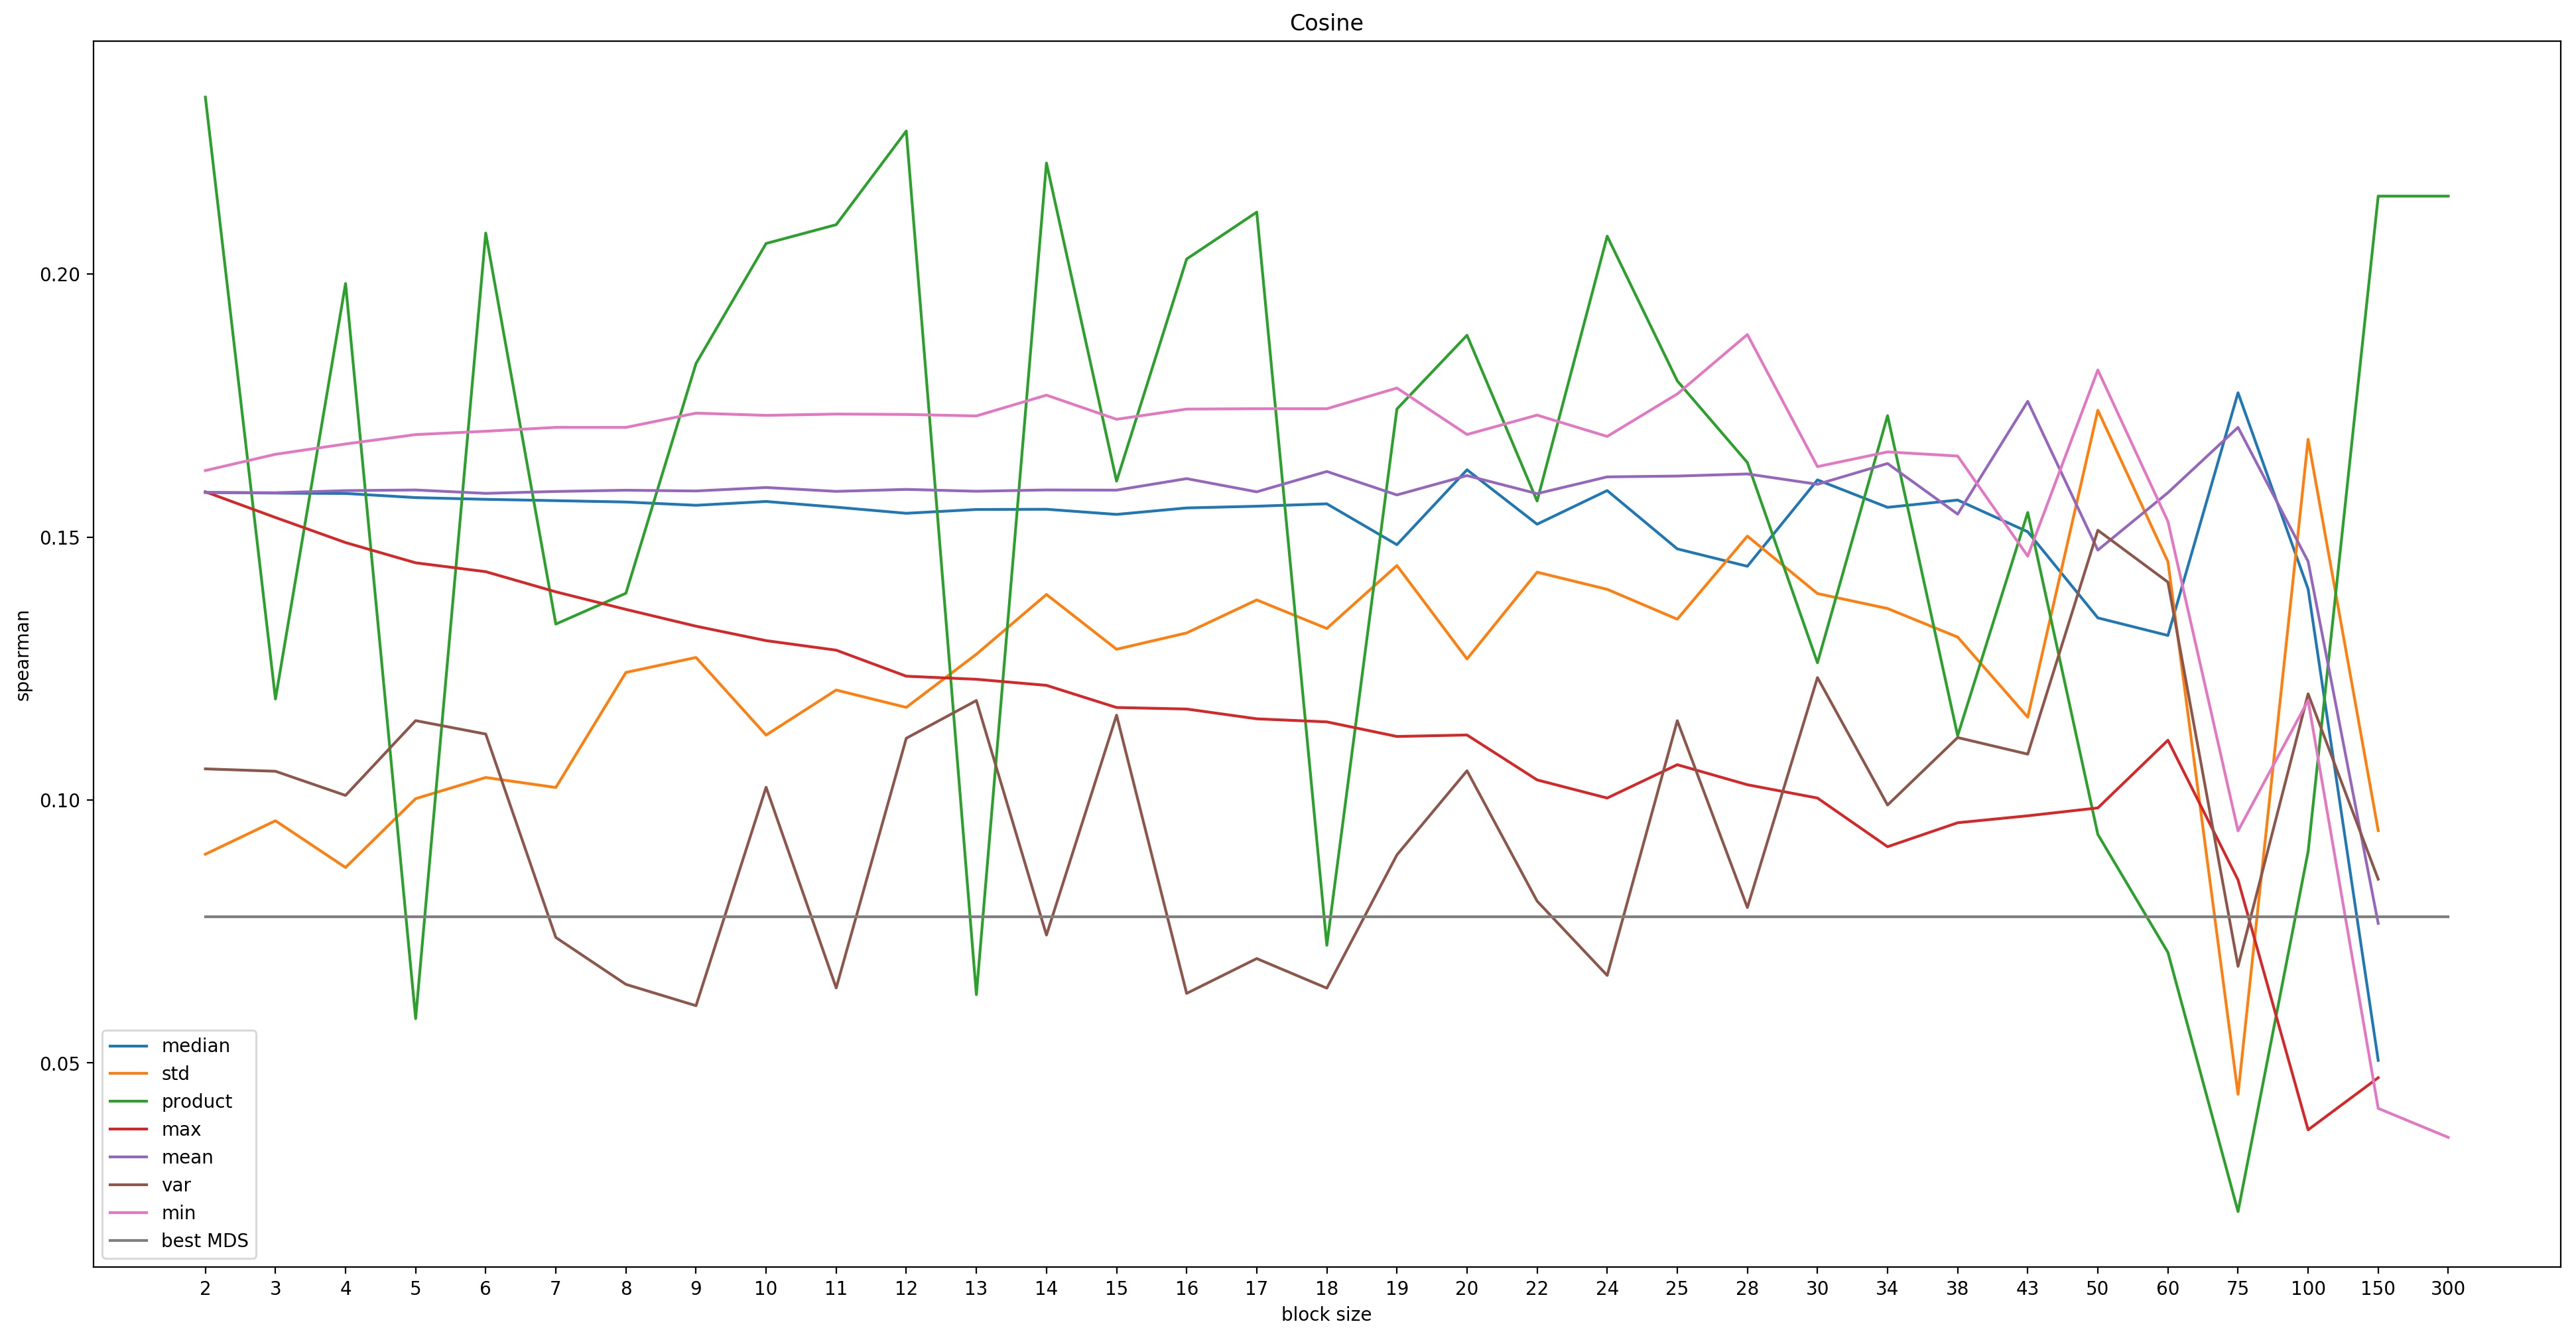 Cosine
spearman
0.20
0.15
0.10
0.05
median
std
product
max
mean
var
min
best MDS
2 3 4 5 6 7 8 9 10 11 12 13 14 15 16 17 18 19 20 22 24 25 28 30 34 38 43 50 60 75 100 150 300
block size